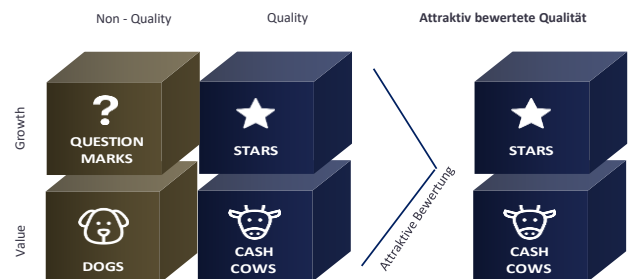 Non - Quality
Quality
Attraktiv bewertete Qualität
Growth
?
QUESTION
MARKS
STARS
STARS
Attraktive Bewertung
Value
DOGS
CASH
COWS
CASH
COWS